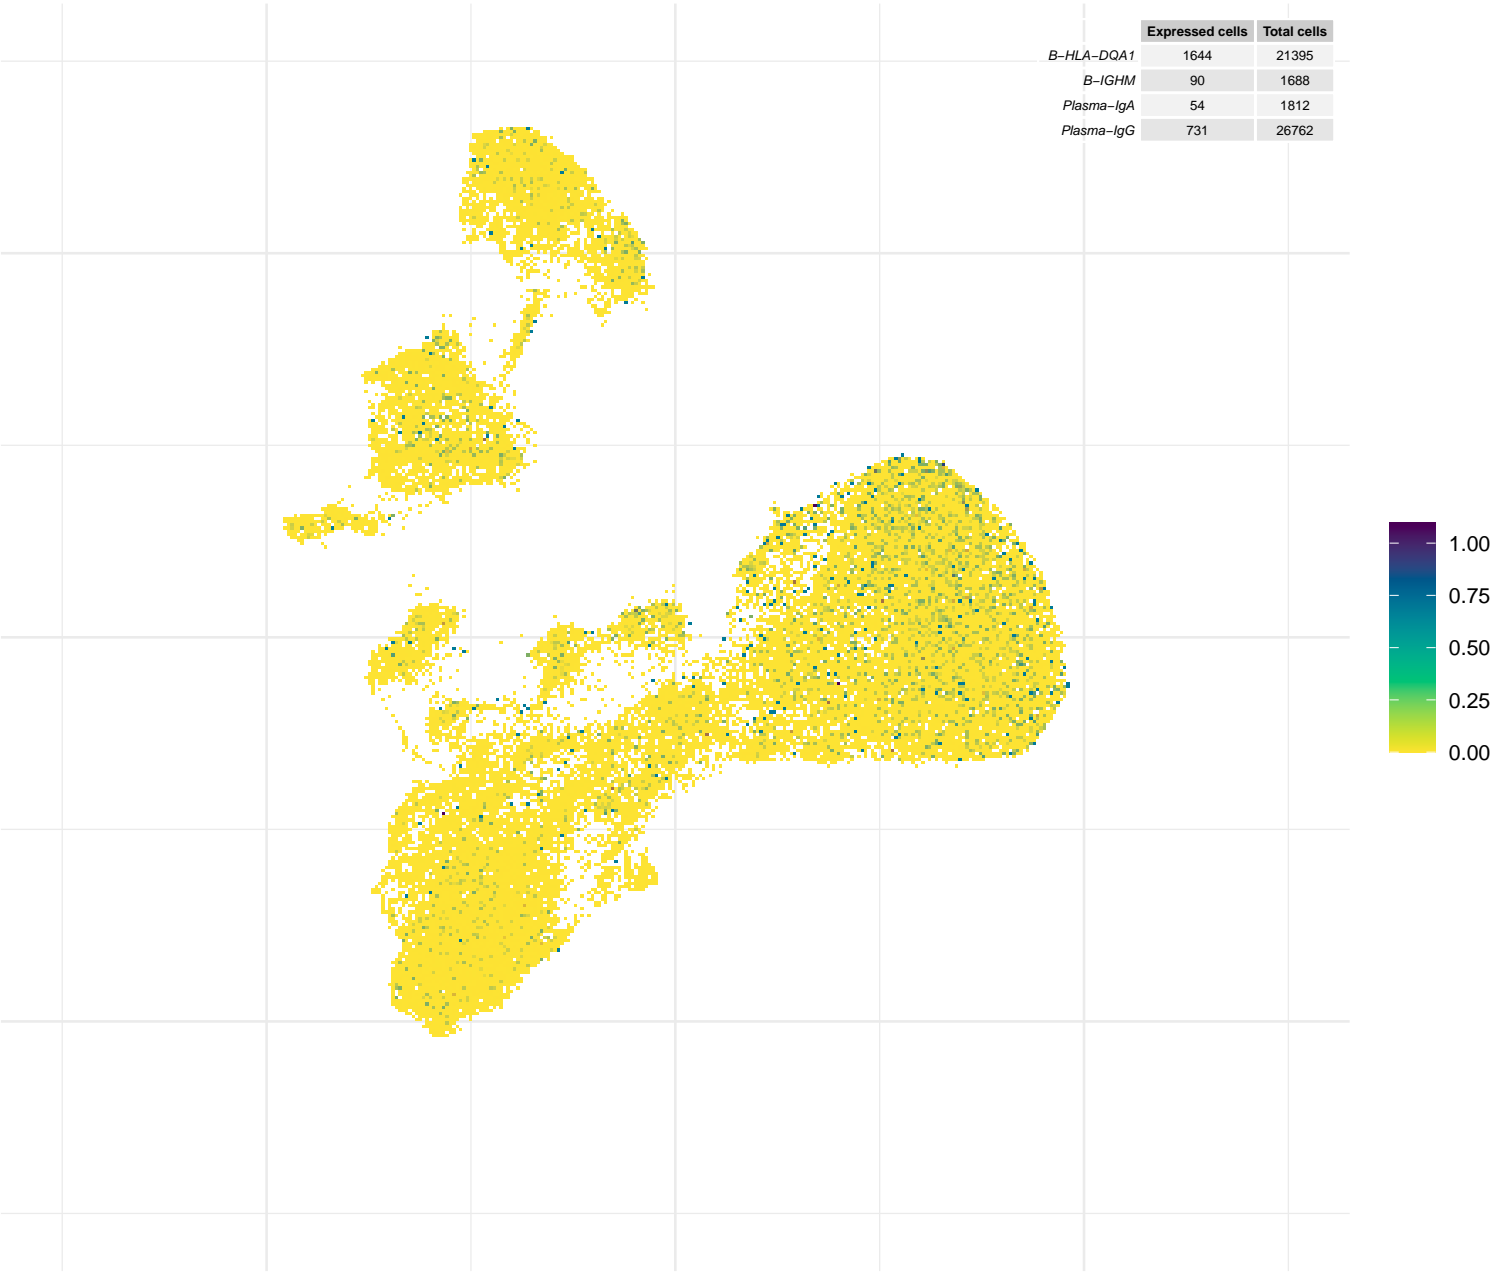 Expressed cells Total cells
B−HLA−DQA1 1644 21395
B−IGHM 90 1688
Plasma−IgA 54 1812
Plasma−IgG 731 26762
1.00
0.75
0.50
0.25
0.00